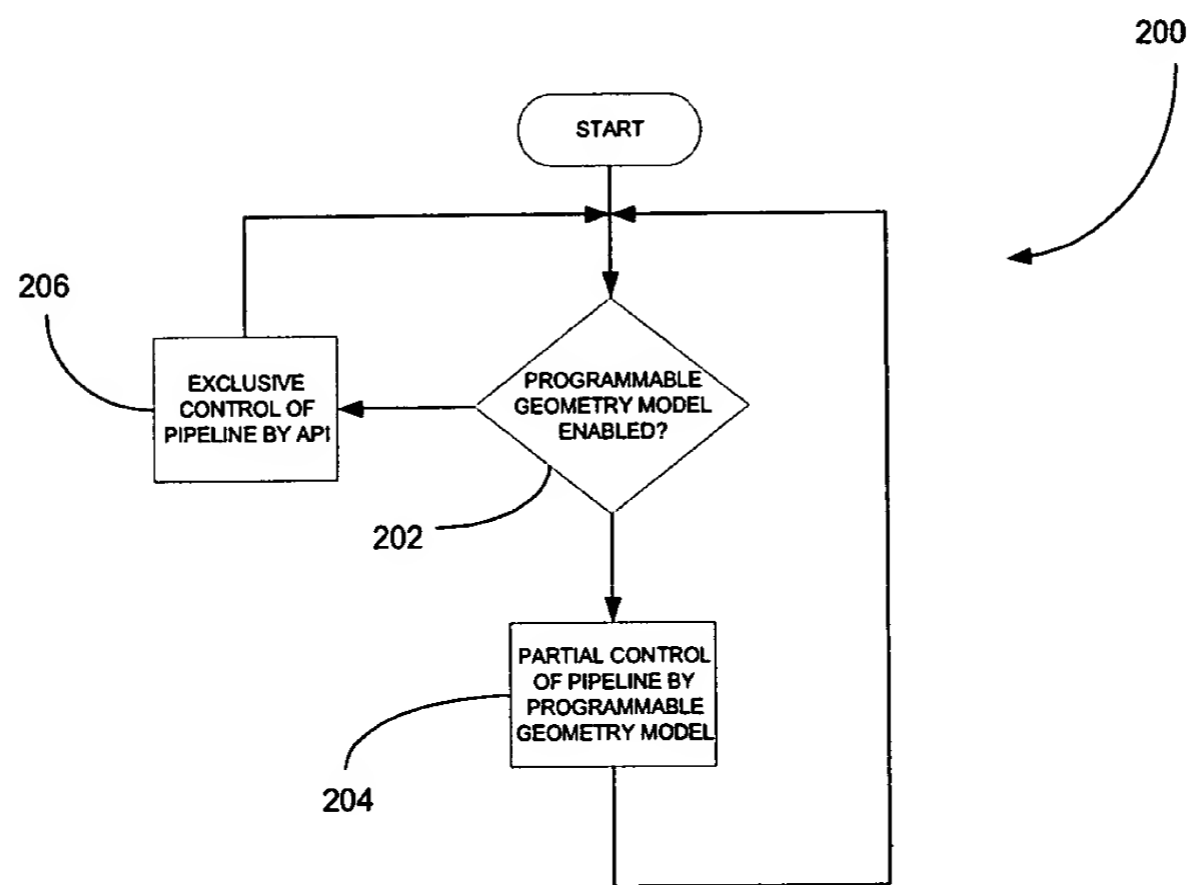 200
START
206
EXCLUSIVE
CONTROL OF
PIPELINE BY API
PROGRAMMABLE
GEOMETRY MODEL
ENABLED?
202
PARTIAL CONTROL
OF PIPELINE BY
PROGRAMMABLE
GEOMETRY MODEL
204